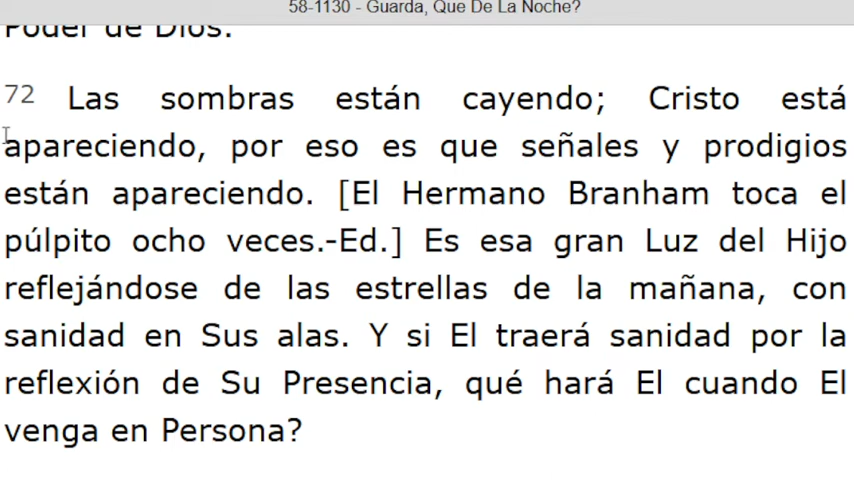 58-1130 - Guarda, Que De La Noche?
Poder de Dios.
72 Las sombras están cayendo; Cristo está
apareciendo, por eso es que señales y prodigios
están apareciendo. [El Hermano Branham toca el
púlpito ocho veces.-Ed.] Es esa gran Luz del Hijo
reflejándose de las estrellas de la mañana, con
sanidad en Sus alas. Y si El traerá sanidad por la
reflexión de Su Presencia, qué hará El cuando El
venga en Persona?